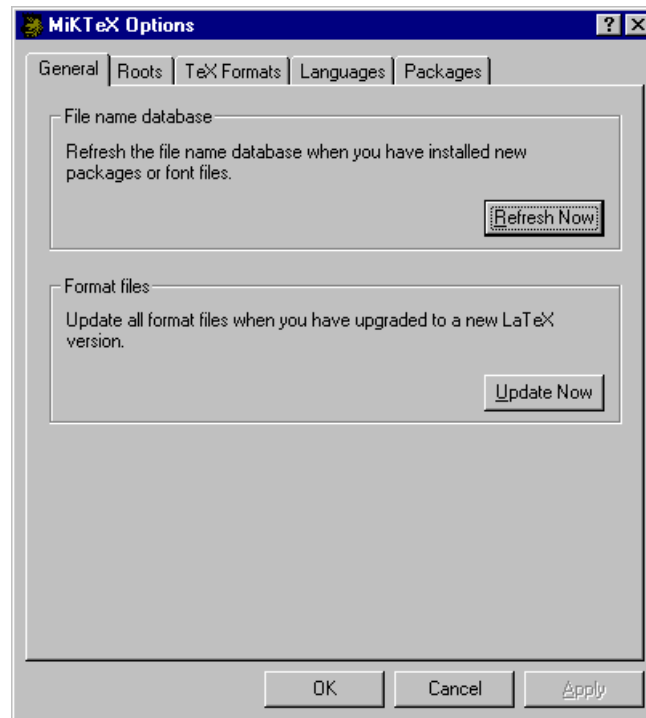 MiKTeX Options
General Roots TeX Formats Languages Packages
File name database
Refresh the file name database when you have installed new
packages or font files.
Refresh Now
Format files
Update all format files when you have upgraded to a new LaTeX
version.
Update Now
OK Cancel Apply